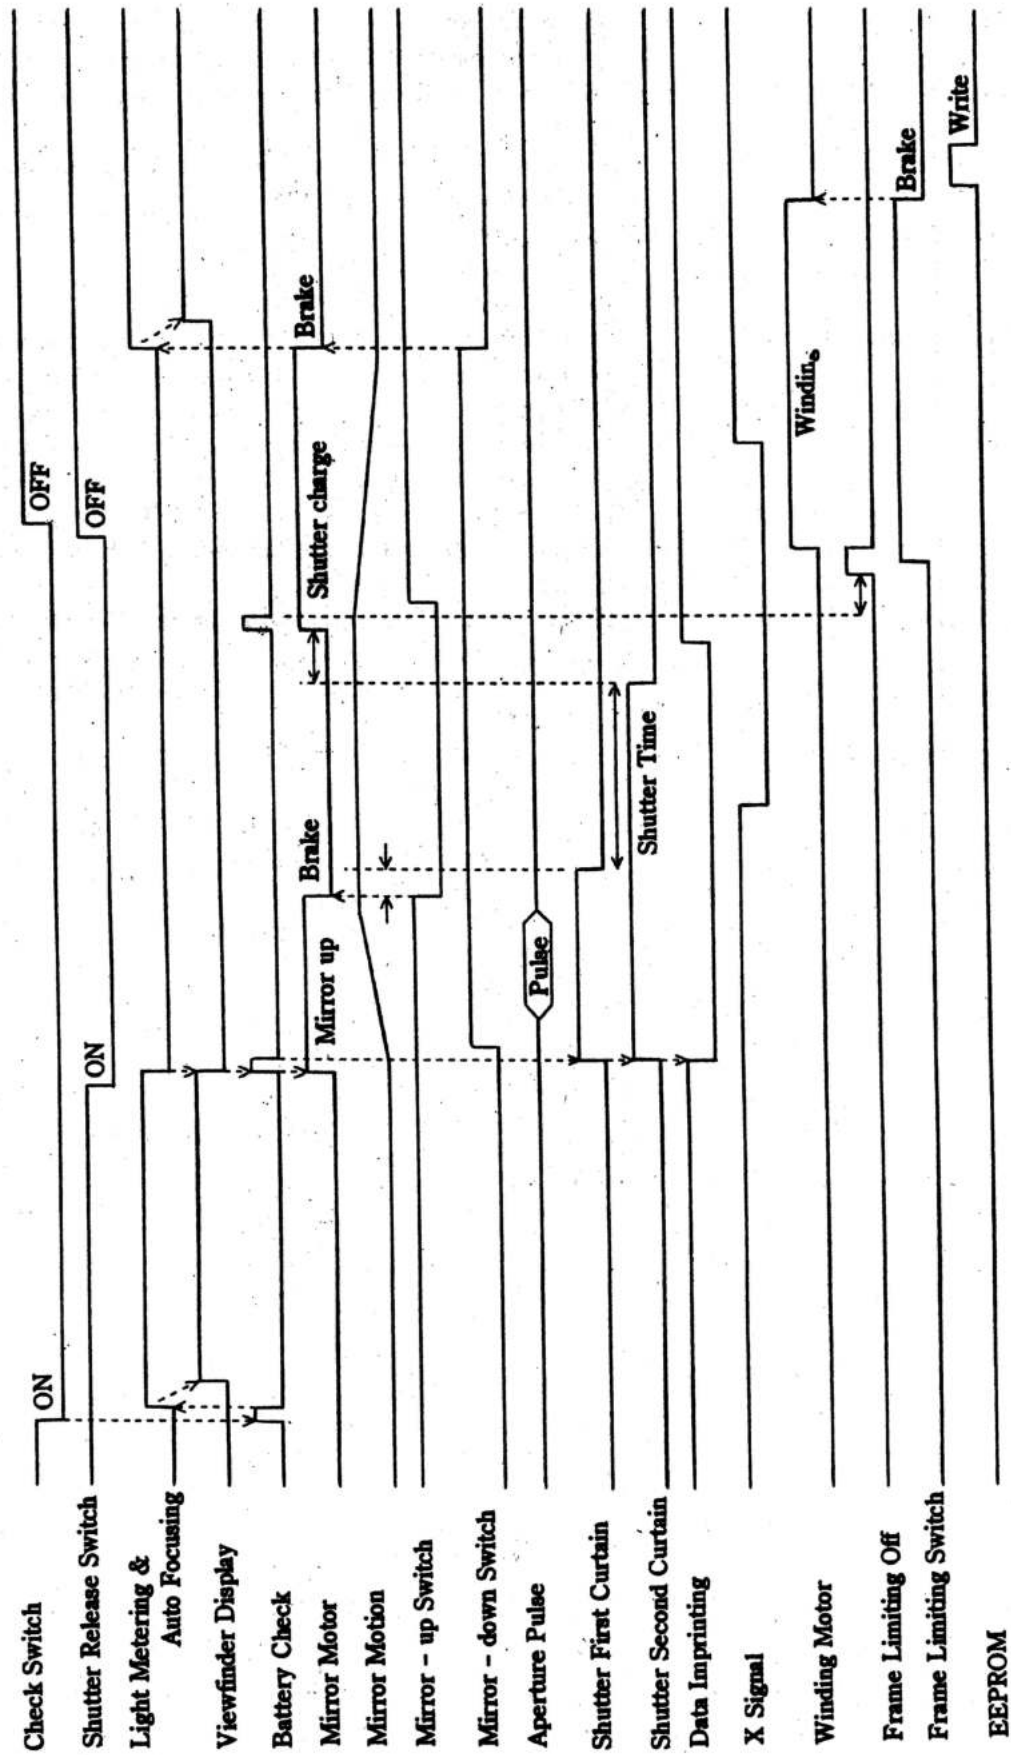 Check Switch
ON
OFF
Shutter Release Switch
ON
OFF
Light Metering &
Auto Focusing
Viewfinder Display
Battery Check
Mirror Motor
Mirror up
Brake
Shutter charge
Brake
Mirror Motion
Mirror - up Switch
Mirror - down Switch
Aperture Pulse
Pulse
Shutter First Curtain
Shutter Time
Shutter Second Curtain
Data Imprinting
X Signal
Winding Motor
Frame Limiting Off
Frame Limiting Switch
Brake
EEPROM
Write